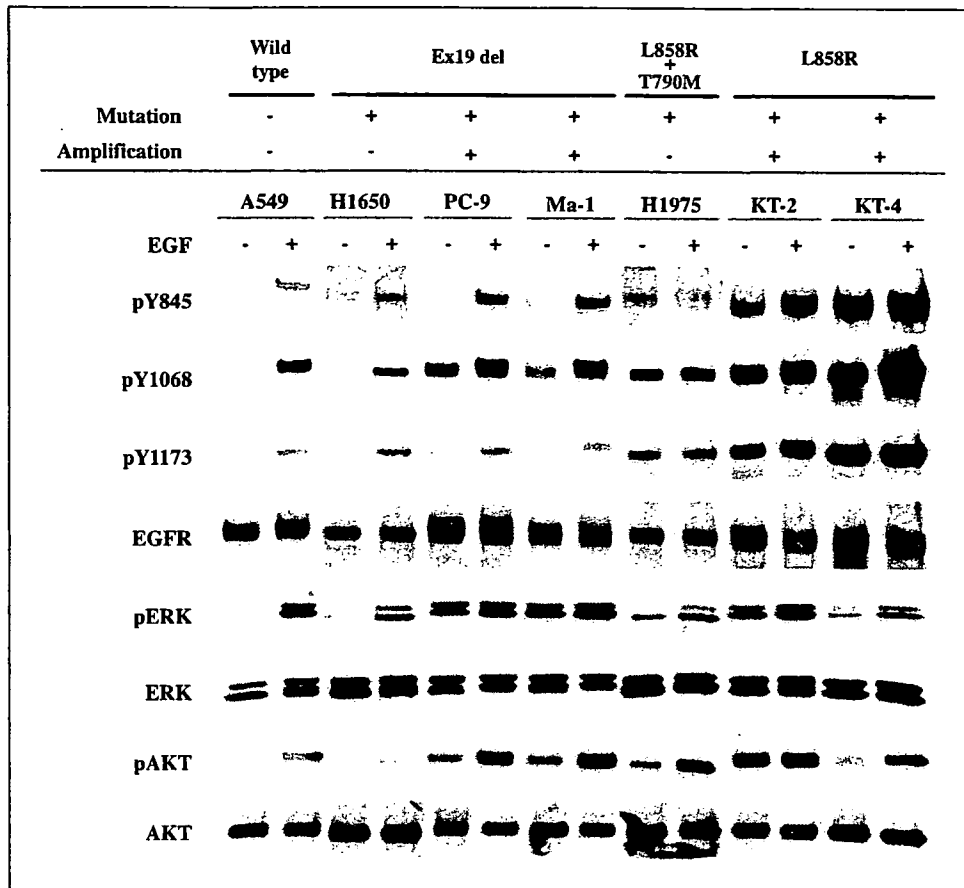 Wild type
Ex19 del
L858R + T790M
L858R
Mutation - + + + + + +
Amplification - - + + - + +
A549 H1650 PC-9 Ma-1 H1975 KT-2 KT-4
EGF - + - + - + - + - + - + - +
pY845
pY1068
pY1173
EGFR
pERK
ERK
pAKT
AKT